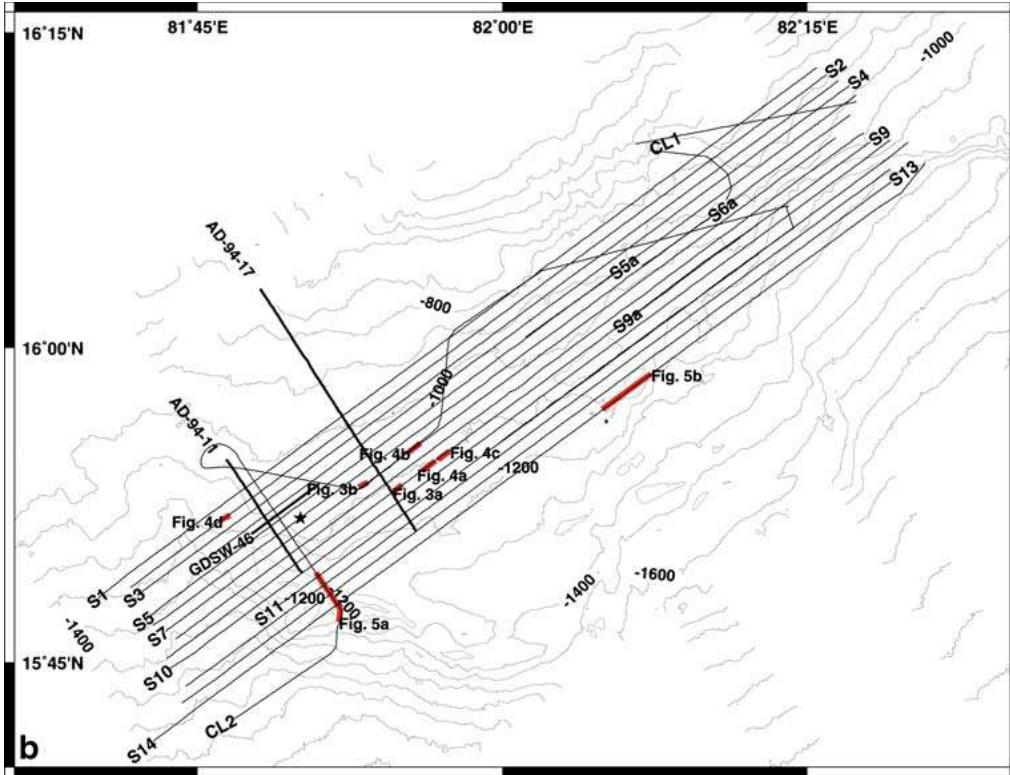 81˚45'E
82˚00'E
82˚15'E
16˚15'N
-1000
S2
S4
S9
CL1
S13
S6a
AD-94-17
S5a
-800
S9a
16˚00'N
-1000
Fig. 5b
AD-94-11
Fig. 4b
Fig. 4c
-1200
Fig. 4a
Fig. 3b
Fig. 3a
Fig. 4d
GDSW-46
-1600
-1400
S1
S3
-1200
-1200
S11
S5
Fig. 5a
-1400
S7
15˚45'N
S10
CL2
S14
b